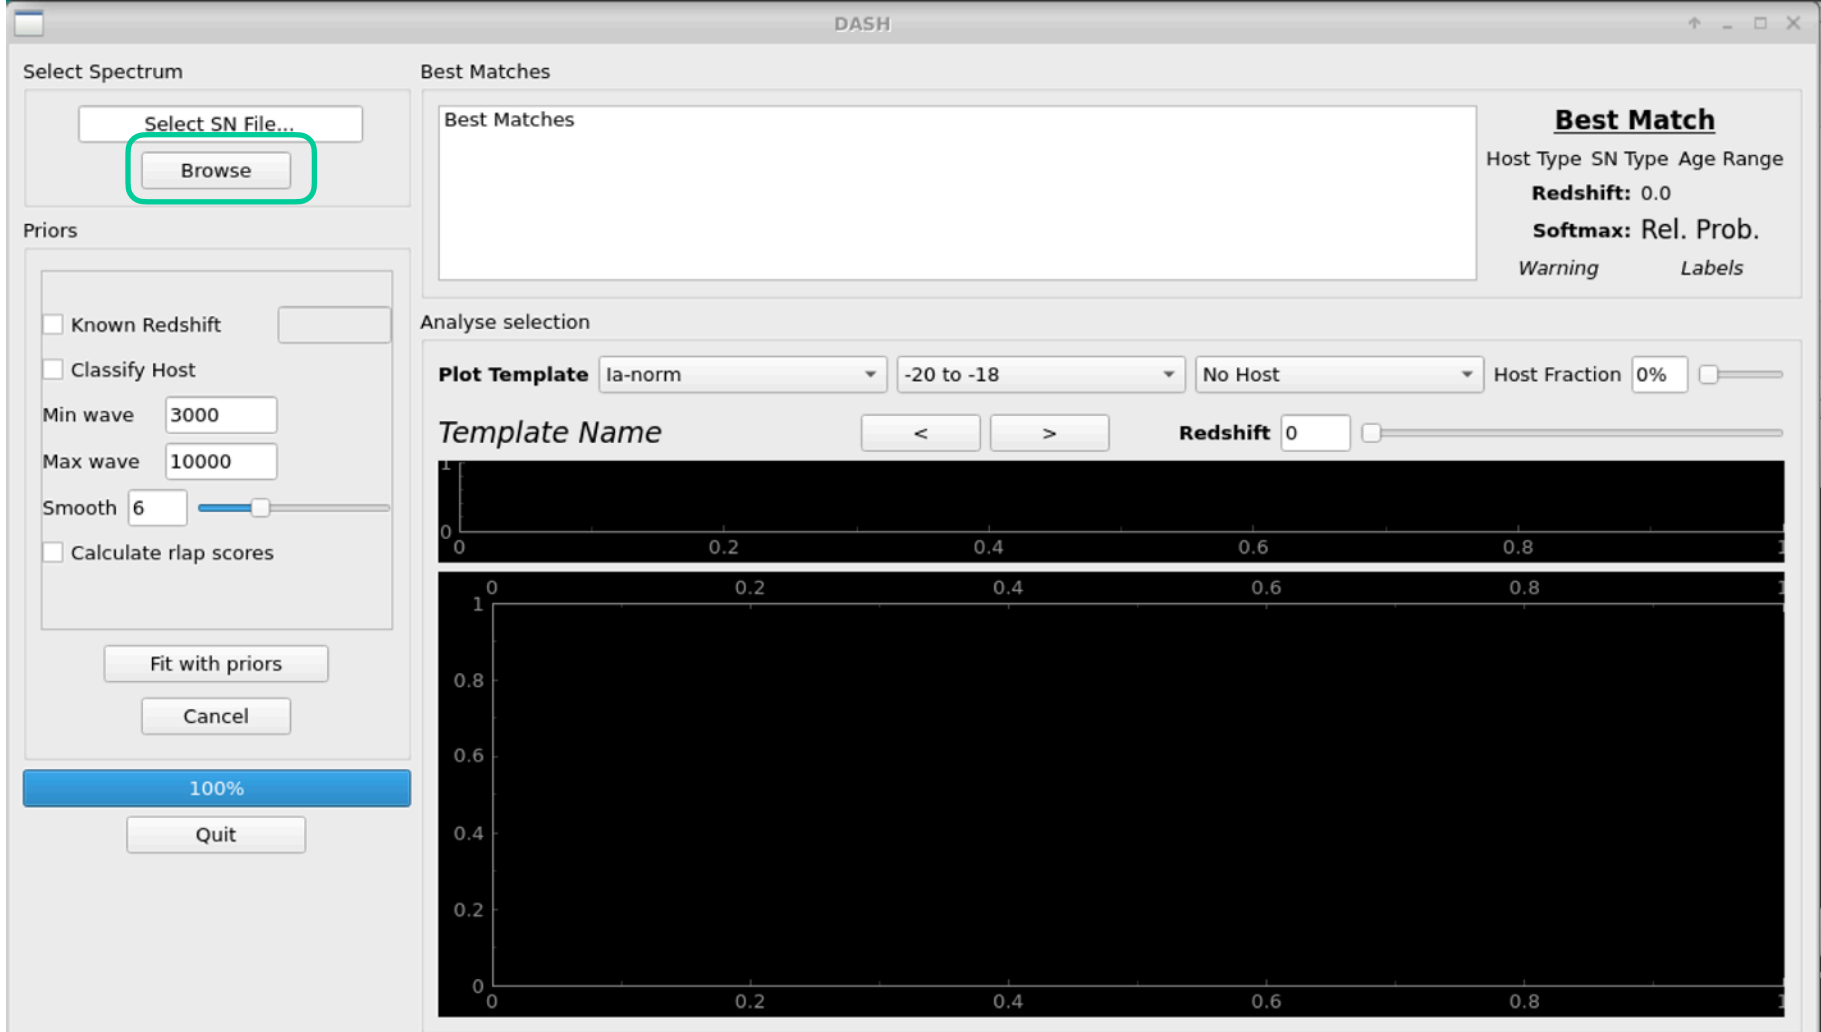 DASH
Select Spectrum
Select SN File...
Browse
Priors
Known Redshift
Classify Host
Min wave 3000
Max wave 10000
Smooth 6
Calculate rlap scores
Fit with priors
Cancel
100%
Quit
Best Matches
Best Matches
Best Match
Host Type SN Type Age Range
Redshift: 0.0
Softmax: Rel. Prob.
Warning Labels
Analyse selection
Plot Template Ia-norm -20 to -18 No Host Host Fraction 0%
Template Name < > Redshift 0
1
0
0 0.2 0.4 0.6 0.8 1
0 0.2 0.4 0.6 0.8 1
1
0.8
0.6
0.4
0.2
0
0 0.2 0.4 0.6 0.8 1